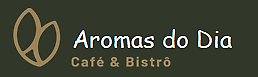 Aromas do Dia
Café & Bistrô